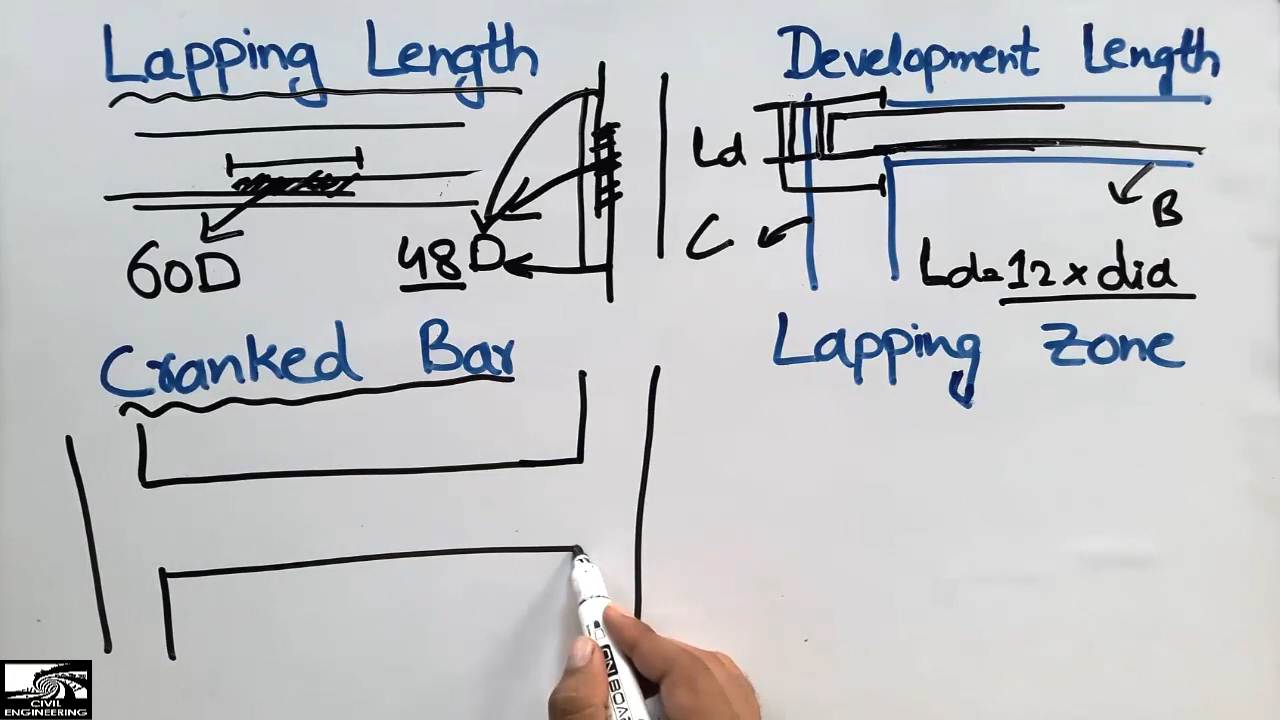 Lapping Length
60D
48D
Development Length
Ld
C
B
Ld=12 x dia
Cranked Bar
Lapping Zone
CIVIL
ENGINEERING